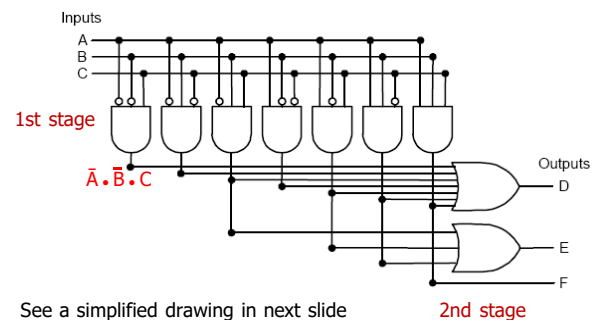 Inputs
A
B
C
1st stage
Ā.B̄.C
Outputs
D
E
F
See a simplified drawing in next slide
2nd stage